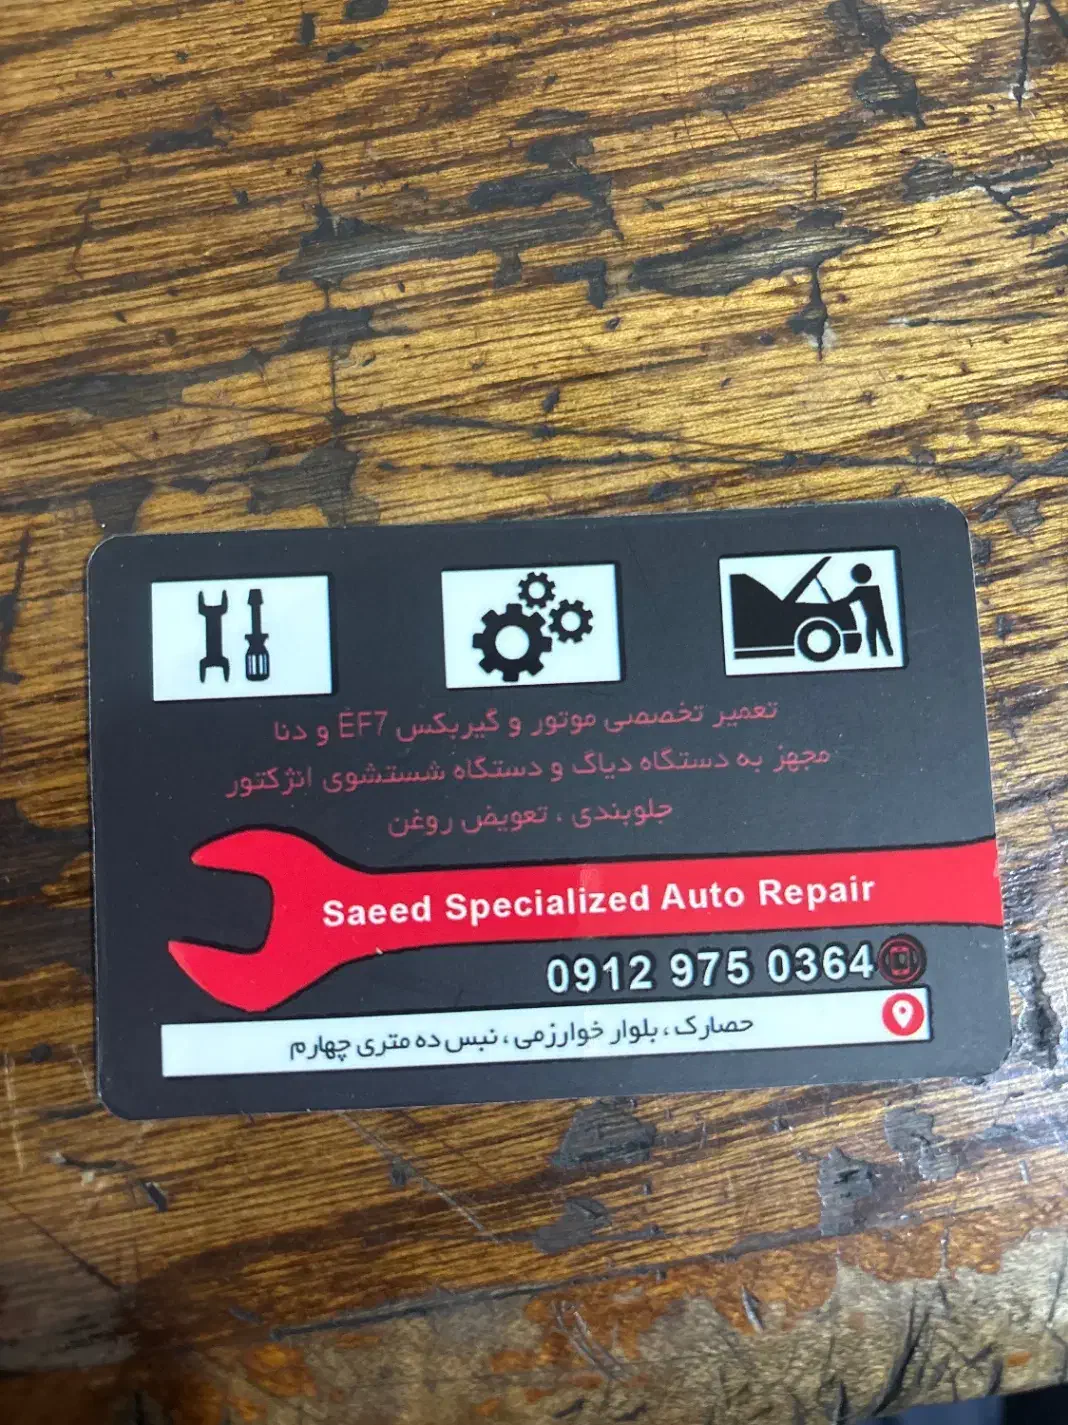 تعمیر تخصصی موتور و گیربکس EF7 و دنا
مجهز به دستگاه دیاگ و دستگاه شستشوی انژکتور
جلوبندی ، تعویض روغن
Saeed Specialized Auto Repair
0912 975 0364
حصارک ، بلوار خوارزمی ، نبس ده متری چهارم